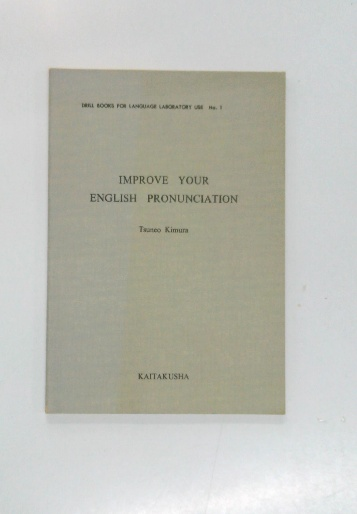 DRILL BOOKS FOR LANGUAGE LABORATORY USE No. 1
IMPROVE YOUR
ENGLISH PRONUNCIATION
Tsuneo Kimura
KAITAKUSHA